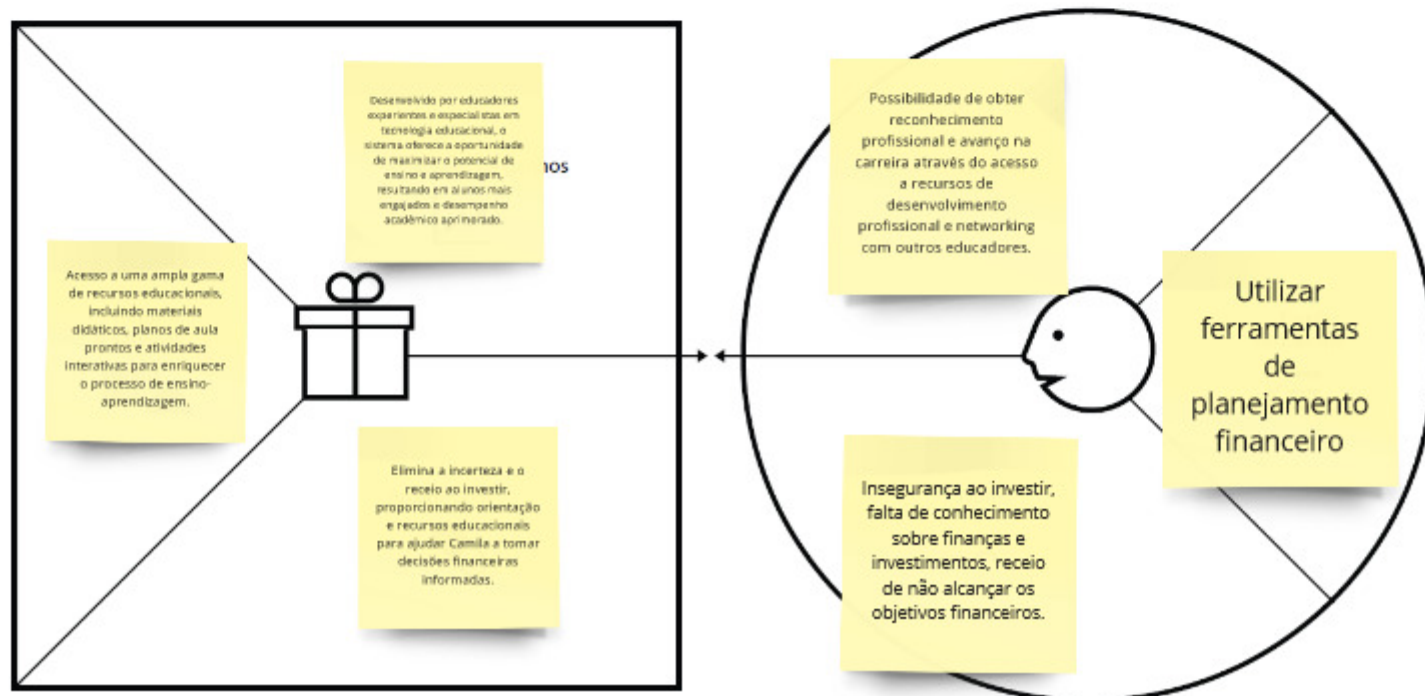 Desenvolvido por educadores
experientes e especialistas em
tecnologia educacional, o
sistema oferece a oportunidade
de maximizar o potencial de
ensino e aprendizagem,
resultando em alunos mais
engajados e desempenho
acadêmico aprimorado.
nos
Acesso a uma ampla gama
de recursos educacionais,
incluindo materiais
didáticos, planos de aula
prontos e atividades
interativas para enriquecer
o processo de ensino-
aprendizagem.
Elimina a incerteza e o
receio ao investir,
proporcionando orientação
e recursos educacionais
para ajudar Camila a tomar
decisões financeiras
informadas.
Possibilidade de obter
reconhecimento
profissional e avanço na
carreira através do acesso
a recursos de
desenvolvimento
profissional e networking
com outros educadores.
Utilizar
ferramentas
de
planejamento
financeiro
Insegurança ao investir,
falta de conhecimento
sobre finanças e
investimentos, receio
de não alcançar os
objetivos financeiros.